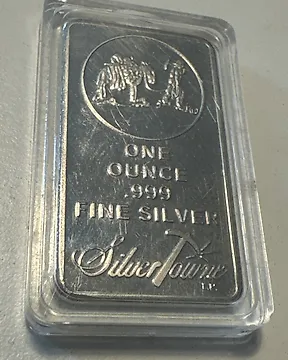 ONE
OUNCE
.999
FINE SILVER
SilverTowne
L.P.